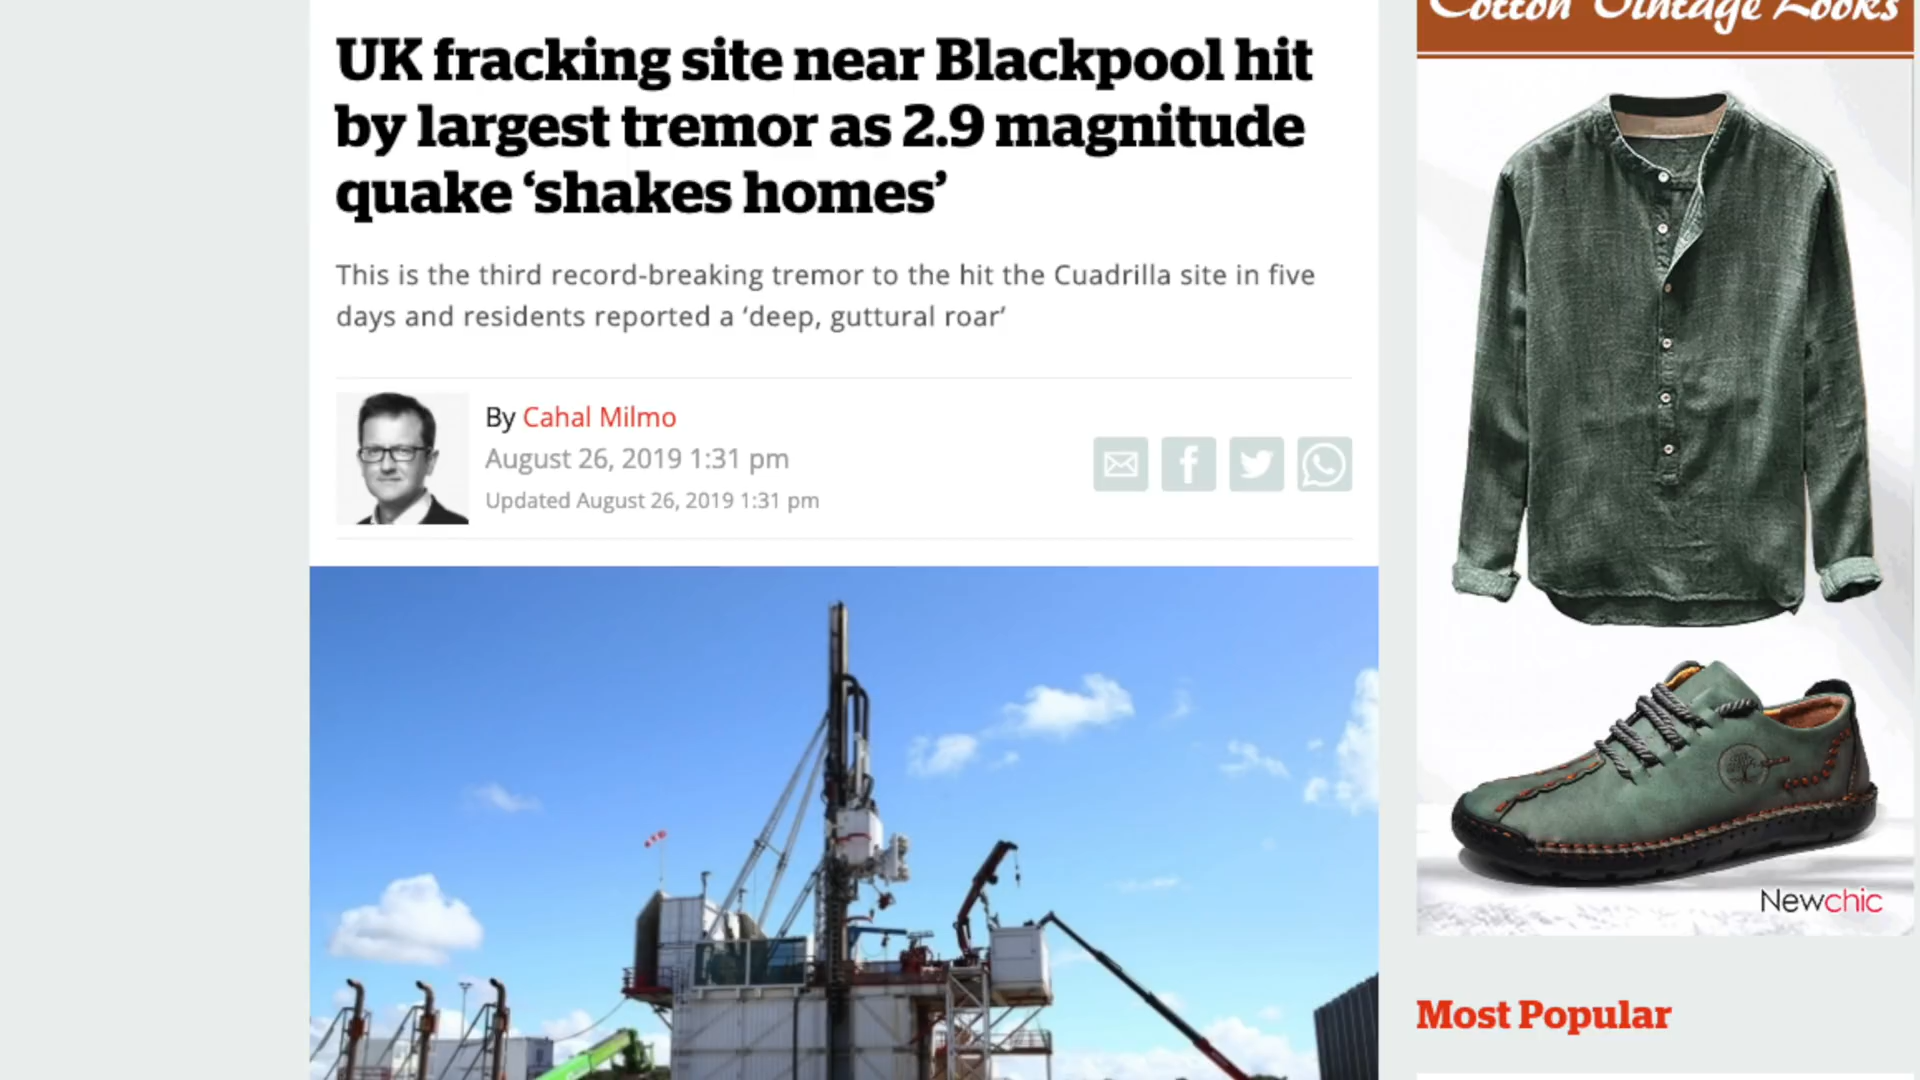 Cotton Vintage Looks
UK fracking site near Blackpool hit
by largest tremor as 2.9 magnitude
quake ‘shakes homes’
This is the third record-breaking tremor to the hit the Cuadrilla site in five
days and residents reported a ‘deep, guttural roar’
By Cahal Milmo
August 26, 2019 1:31 pm
Updated August 26, 2019 1:31 pm
Newchic
Most Popular